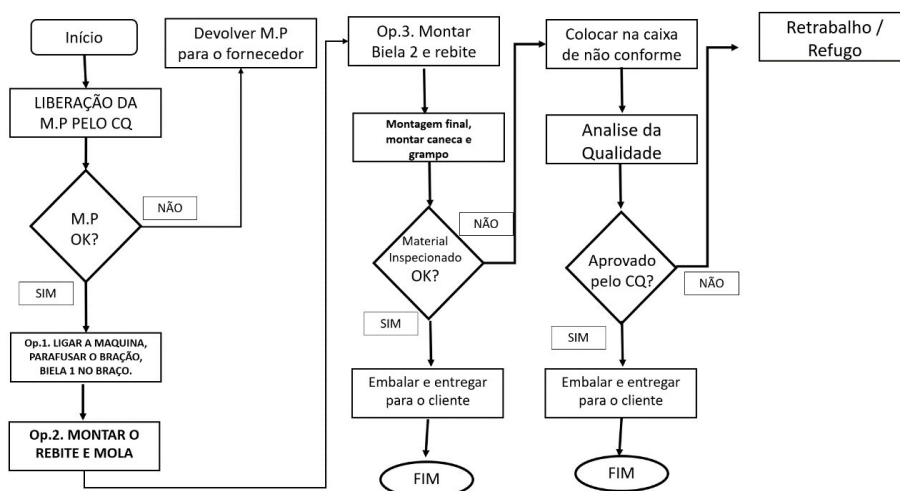 Início
LIBERAÇÃO DA
M.P PELO CQ
M.P
OK?
NÃO
Devolver M.P
para o fornecedor
SIM
Op.1. LIGAR A MAQUINA,
PARAFUSAR O BRAÇÃO,
BIELA 1 NO BRAÇO.
Op.2. MONTAR O
REBITE E MOLA
Op.3. Montar
Biela 2 e rebite
Montagem final,
montar caneca e
grampo
Material
Inspecionado
OK?
NÃO
SIM
Embalar e entregar
para o cliente
FIM
Colocar na caixa
de não conforme
Analise da
Qualidade
Aprovado
pelo CQ?
NÃO
SIM
Embalar e entregar
para o cliente
FIM
Retrabalho /
Refugo